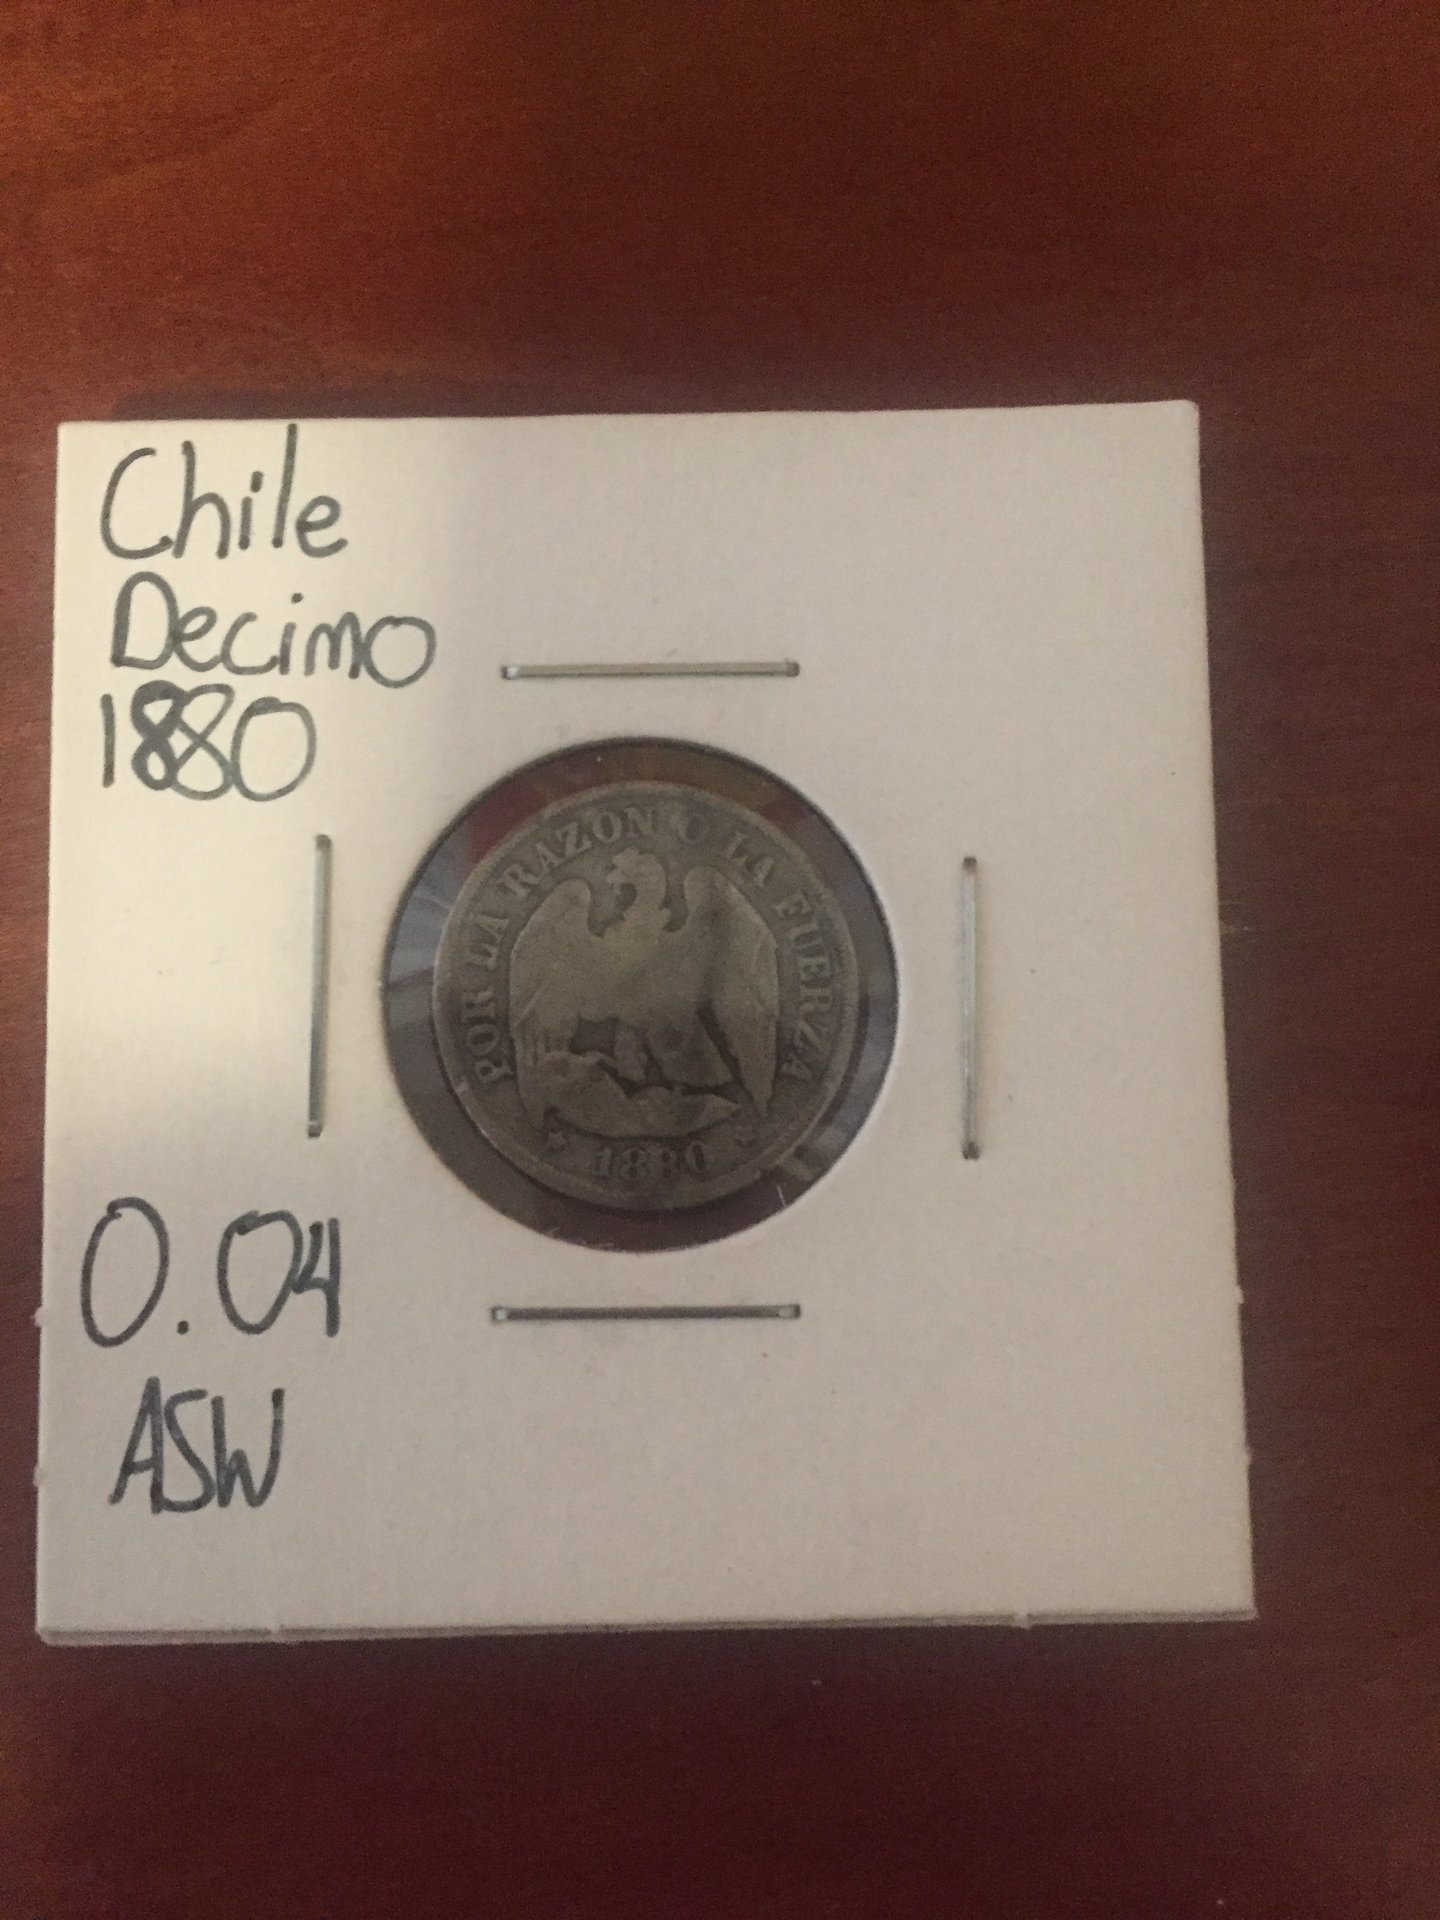 Chile
Decimo
1880
POR LA RAZON O LA FUERZA
1880
0.04
ASW